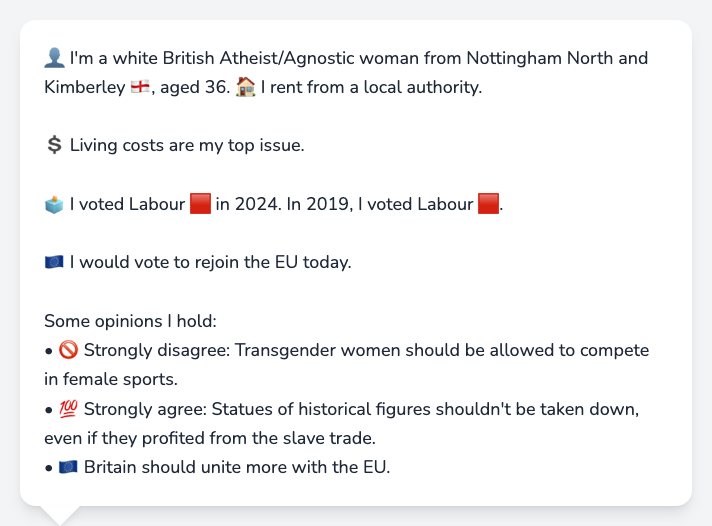 👤 I'm a white British Atheist/Agnostic woman from Nottingham North and
Kimberley 🏴󠁧󠁢󠁥󠁮󠁧󠁿, aged 36. 🏠 I rent from a local authority.
💲 Living costs are my top issue.
🗳️ I voted Labour 🟥 in 2024. In 2019, I voted Labour 🟥.
🇪🇺 I would vote to rejoin the EU today.
Some opinions I hold:
• 🚫 Strongly disagree: Transgender women should be allowed to compete
in female sports.
• 💯 Strongly agree: Statues of historical figures shouldn't be taken down,
even if they profited from the slave trade.
• 🇪🇺 Britain should unite more with the EU.